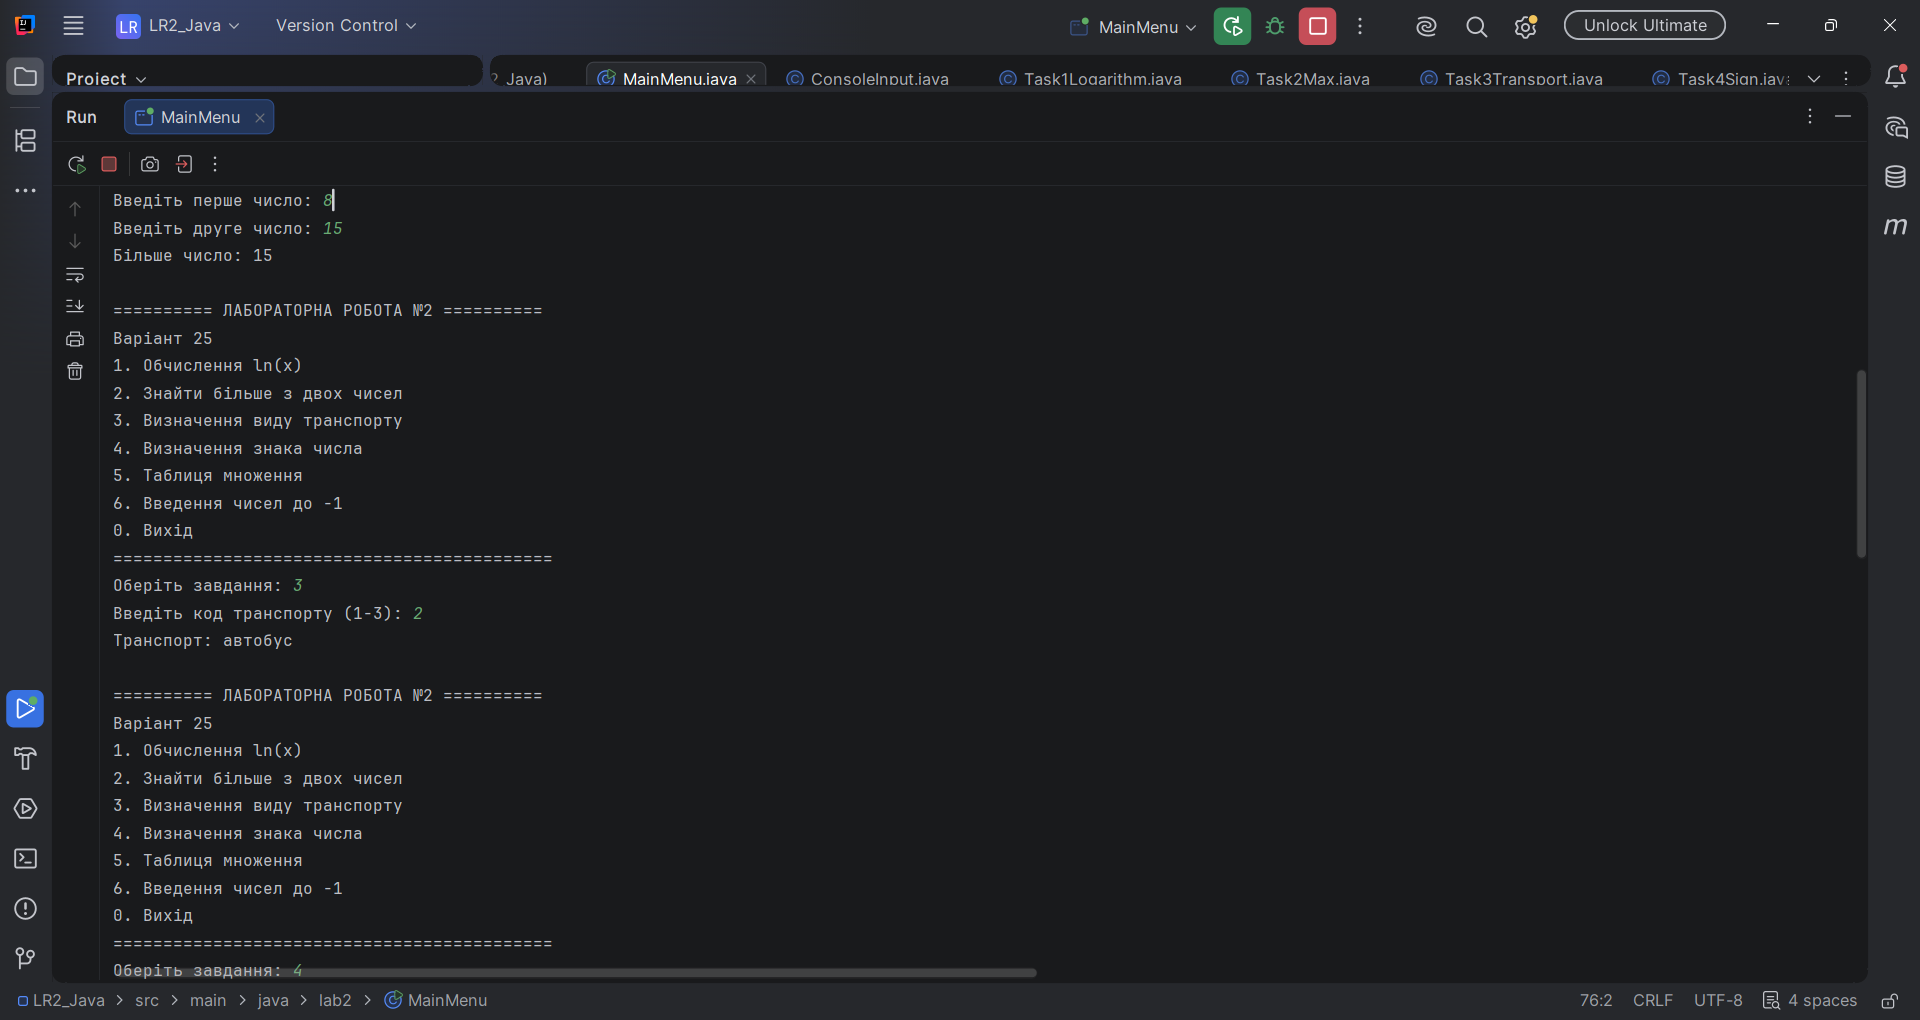 LR LR2_Java Version Control MainMenu Unlock Ultimate
Project Java) MainMenu.java ConsoleInput.java Task1Logarithm.java Task2Max.java Task3Transport.java Task4Sign.jav
Run MainMenu
Введіть перше число: 8
Введіть друге число: 15
Більше число: 15
========== ЛАБОРАТОРНА РОБОТА №2 ==========
Варіант 25
1. Обчислення ln(x)
2. Знайти більше з двох чисел
3. Визначення виду транспорту
4. Визначення знака числа
5. Таблиця множення
6. Введення чисел до -1
0. Вихід
============================================
Оберіть завдання: 3
Введіть код транспорту (1-3): 2
Транспорт: автобус
========== ЛАБОРАТОРНА РОБОТА №2 ==========
Варіант 25
1. Обчислення ln(x)
2. Знайти більше з двох чисел
3. Визначення виду транспорту
4. Визначення знака числа
5. Таблиця множення
6. Введення чисел до -1
0. Вихід
============================================
Оберіть завдання: 4
LR2_Java > src > main > java > lab2 > MainMenu 76:2 CRLF UTF-8 4 spaces